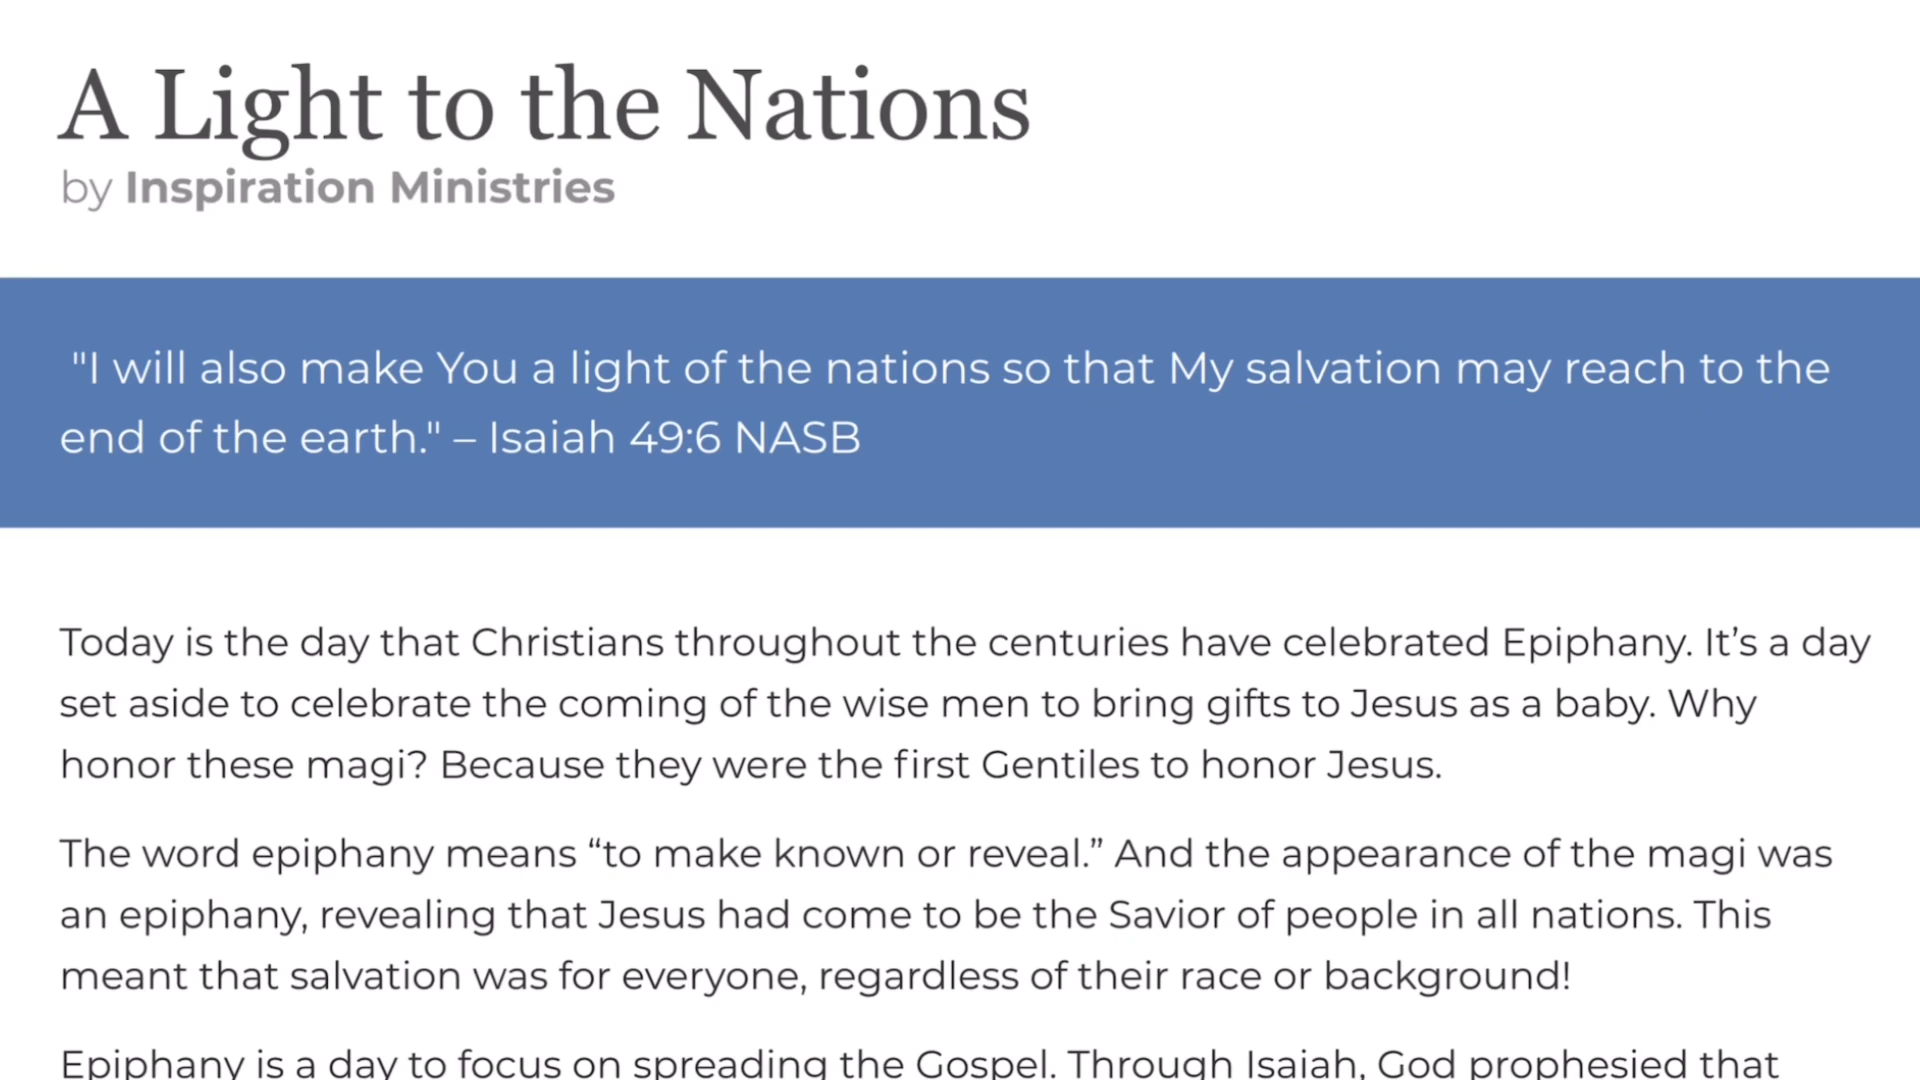 A Light to the Nations
by Inspiration Ministries
"I will also make You a light of the nations so that My salvation may reach to the
end of the earth." – Isaiah 49:6 NASB
Today is the day that Christians throughout the centuries have celebrated Epiphany. It’s a day
set aside to celebrate the coming of the wise men to bring gifts to Jesus as a baby. Why
honor these magi? Because they were the first Gentiles to honor Jesus.
The word epiphany means “to make known or reveal.” And the appearance of the magi was
an epiphany, revealing that Jesus had come to be the Savior of people in all nations. This
meant that salvation was for everyone, regardless of their race or background!
Epiphany is a day to focus on spreading the Gospel. Through Isaiah, God prophesied that